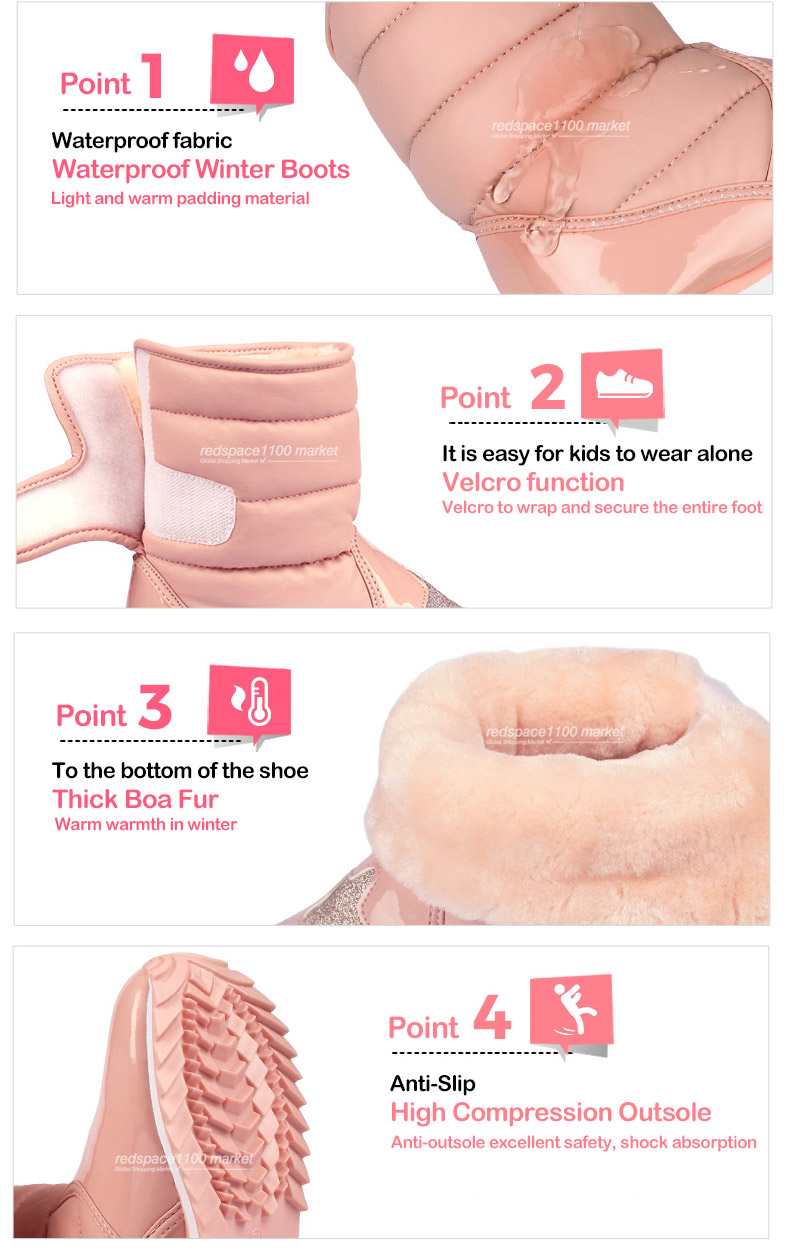 Point 1
Waterproof fabric
Waterproof Winter Boots
Light and warm padding material
redspace1100 market
Global Shopping Market
Point 2
It is easy for kids to wear alone
Velcro function
Velcro to wrap and secure the entire foot
redspace1100 market
Global Shopping Market
Point 3
To the bottom of the shoe
Thick Boa Fur
Warm warmth in winter
redspace1100 market
Global Shopping Market
Point 4
Anti-Slip
High Compression Outsole
Anti-outsole excellent safety, shock absorption
redspace1100 market
Global Shopping Market